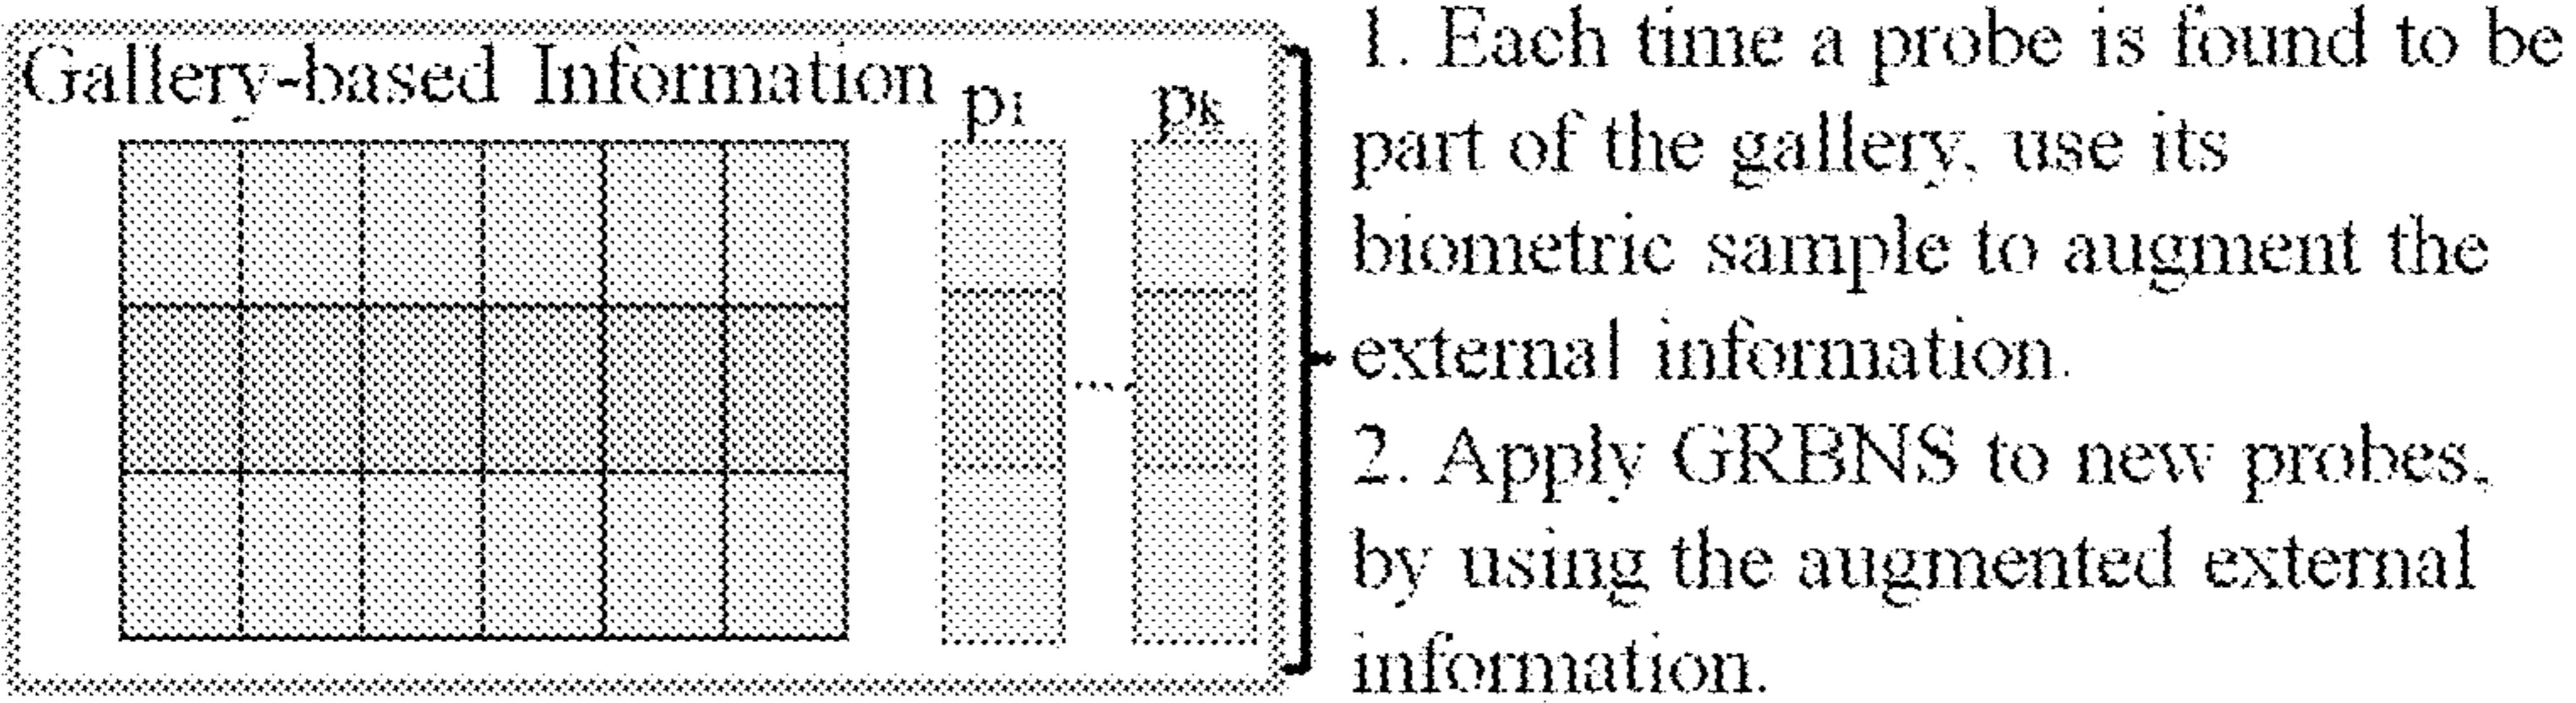 Gallery-based Information
p1 pk
1. Each time a probe is found to be
part of the gallery, use its
biometric sample to augment the
external information.
2. Apply GRBNS to new probes,
by using the augmented external
information.